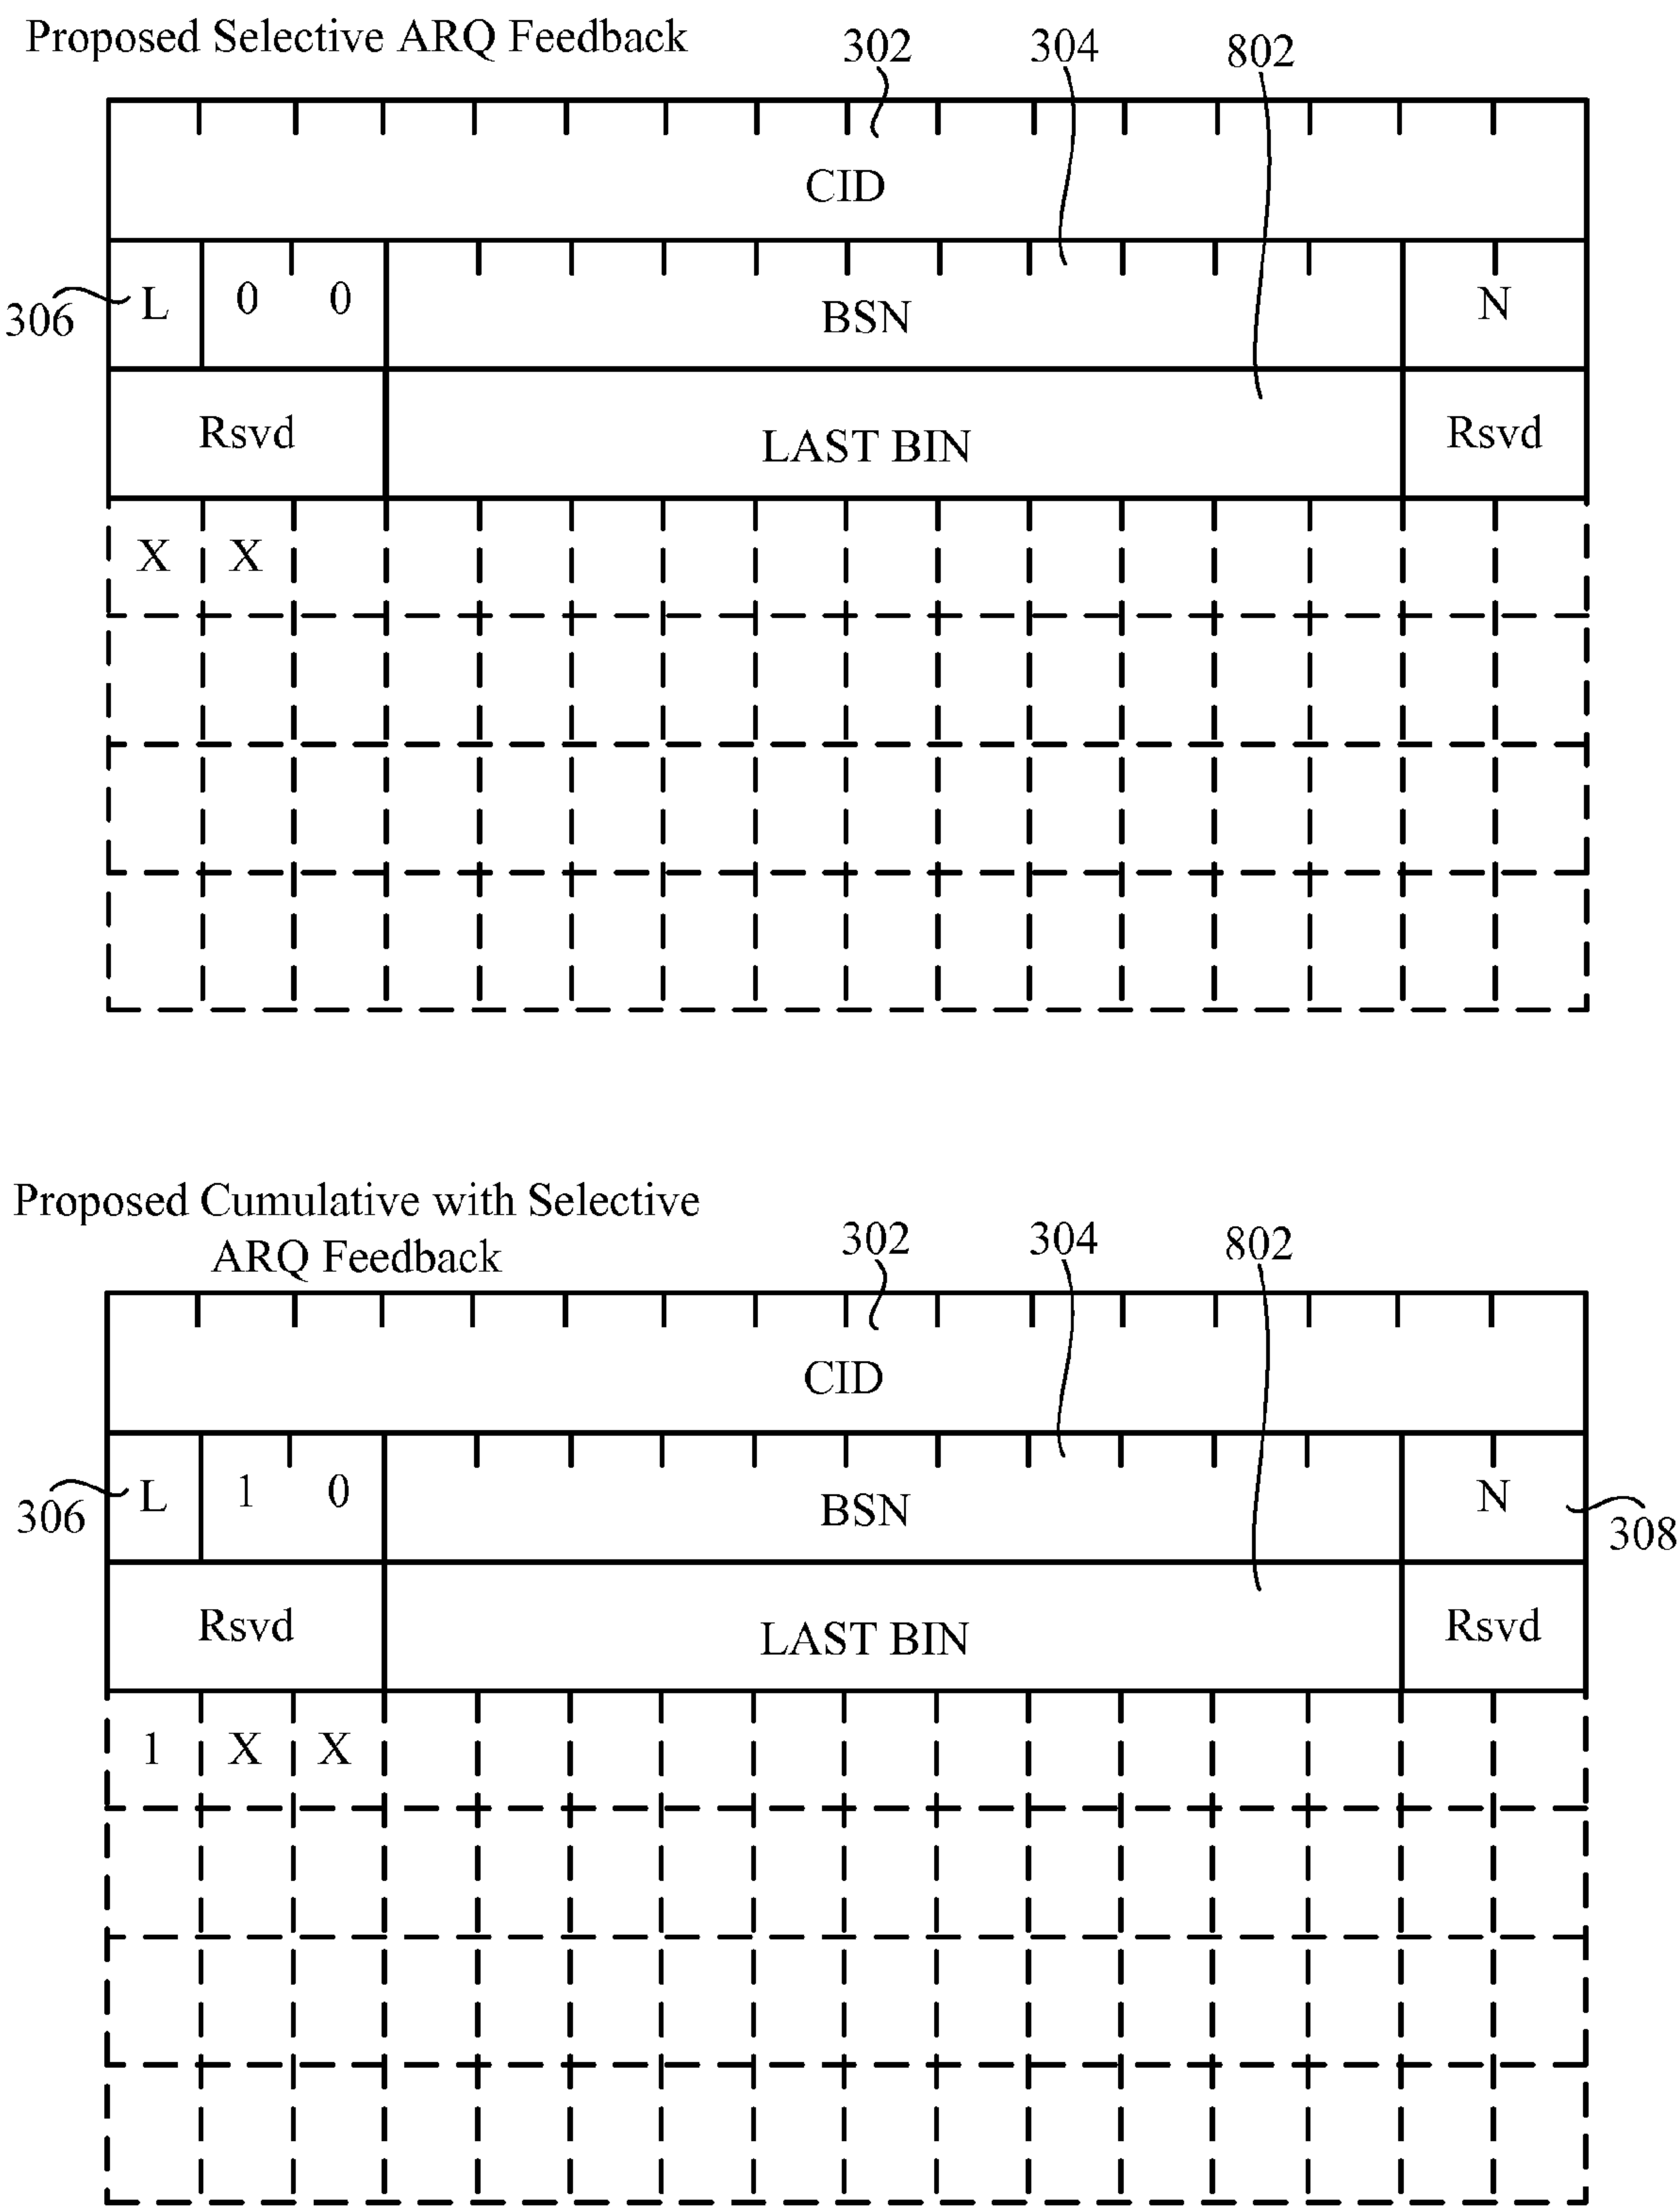 Proposed Selective ARQ Feedback
302 304 802
CID
306 L 0 0 BSN N
Rsvd LAST BIN Rsvd
X X
Proposed Cumulative with Selective
ARQ Feedback
302 304 802
CID
306 L 1 0 BSN N 308
Rsvd LAST BIN Rsvd
1 X X